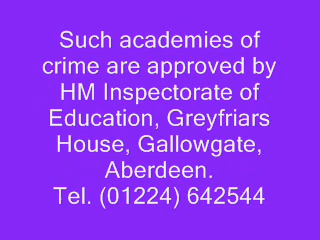 Such academies of
crime are approved by
HM Inspectorate of
Education, Greyfriars
House, Gallowgate,
Aberdeen.
Tel. (01224) 642544